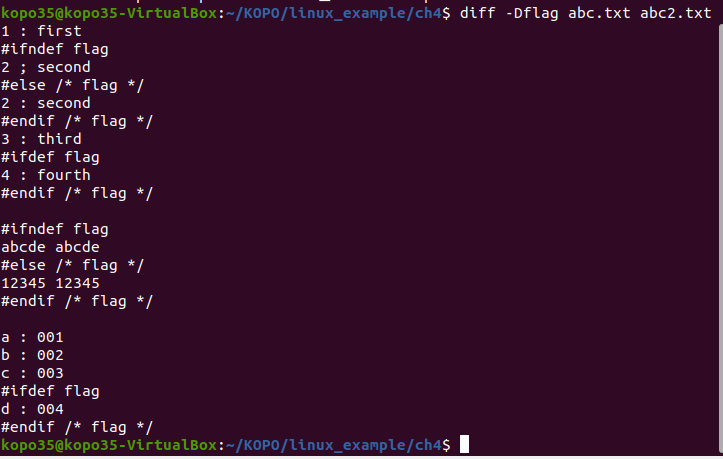 kopo35@kopo35-VirtualBox:~/KOPO/linux_example/ch4$ diff -Dflag abc.txt abc2.txt
1 : first
#ifndef flag
2 ; second
#else /* flag */
2 : second
#endif /* flag */
3 : third
#ifdef flag
4 : fourth
#endif /* flag */

#ifndef flag
abcde abcde
#else /* flag */
12345 12345
#endif /* flag */

a : 001
b : 002
c : 003
#ifdef flag
d : 004
#endif /* flag */
kopo35@kopo35-VirtualBox:~/KOPO/linux_example/ch4$